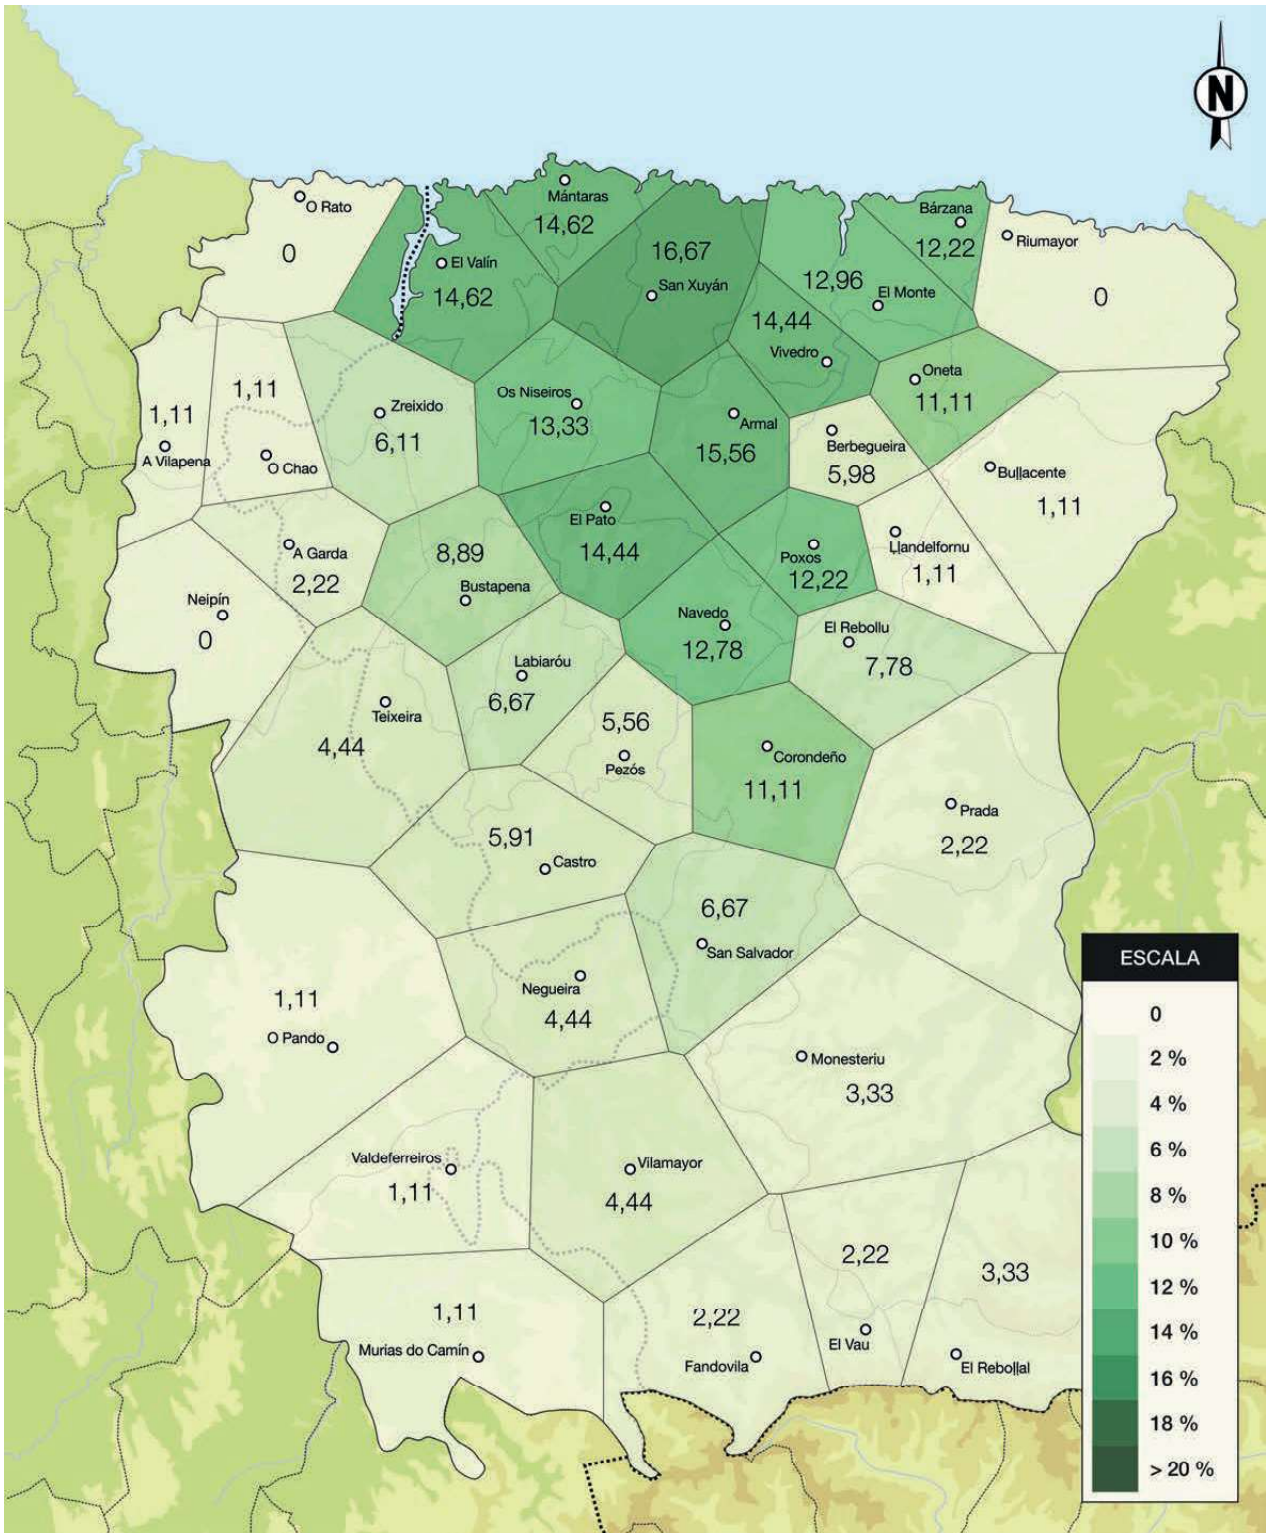 N
Mántaras
14,62
O Rato
0
El Valín
14,62
16,67
San Xuyán
Bárzana
12,22
Riumayor
0
12,96
El Monte
14,44
Vivedro
Oneta
11,11
1,11
A Vilapena
1,11
O Chao
Zreixido
6,11
Os Niseiros
13,33
Armal
15,56
Berbegueira
5,98
Buḷḷacente
1,11
El Pato
14,44
A Garda
2,22
8,89
Bustapena
Poxos
12,22
Llandelfornu
1,11
Neipín
0
Navedo
12,78
El Rebollu
7,78
Labiaróu
6,67
Teixeira
4,44
5,56
Pezós
Corondeño
11,11
Prada
2,22
5,91
Castro
6,67
San Salvador
Negueira
4,44
1,11
O Pando
Monesteriu
3,33
Valdeferreiros
1,11
Vilamayor
4,44
2,22
El Vau
3,33
El Reboḷḷal
1,11
Murias do Camín
2,22
Fandovila
ESCALA
0
2 %
4 %
6 %
8 %
10 %
12 %
14 %
16 %
18 %
> 20 %